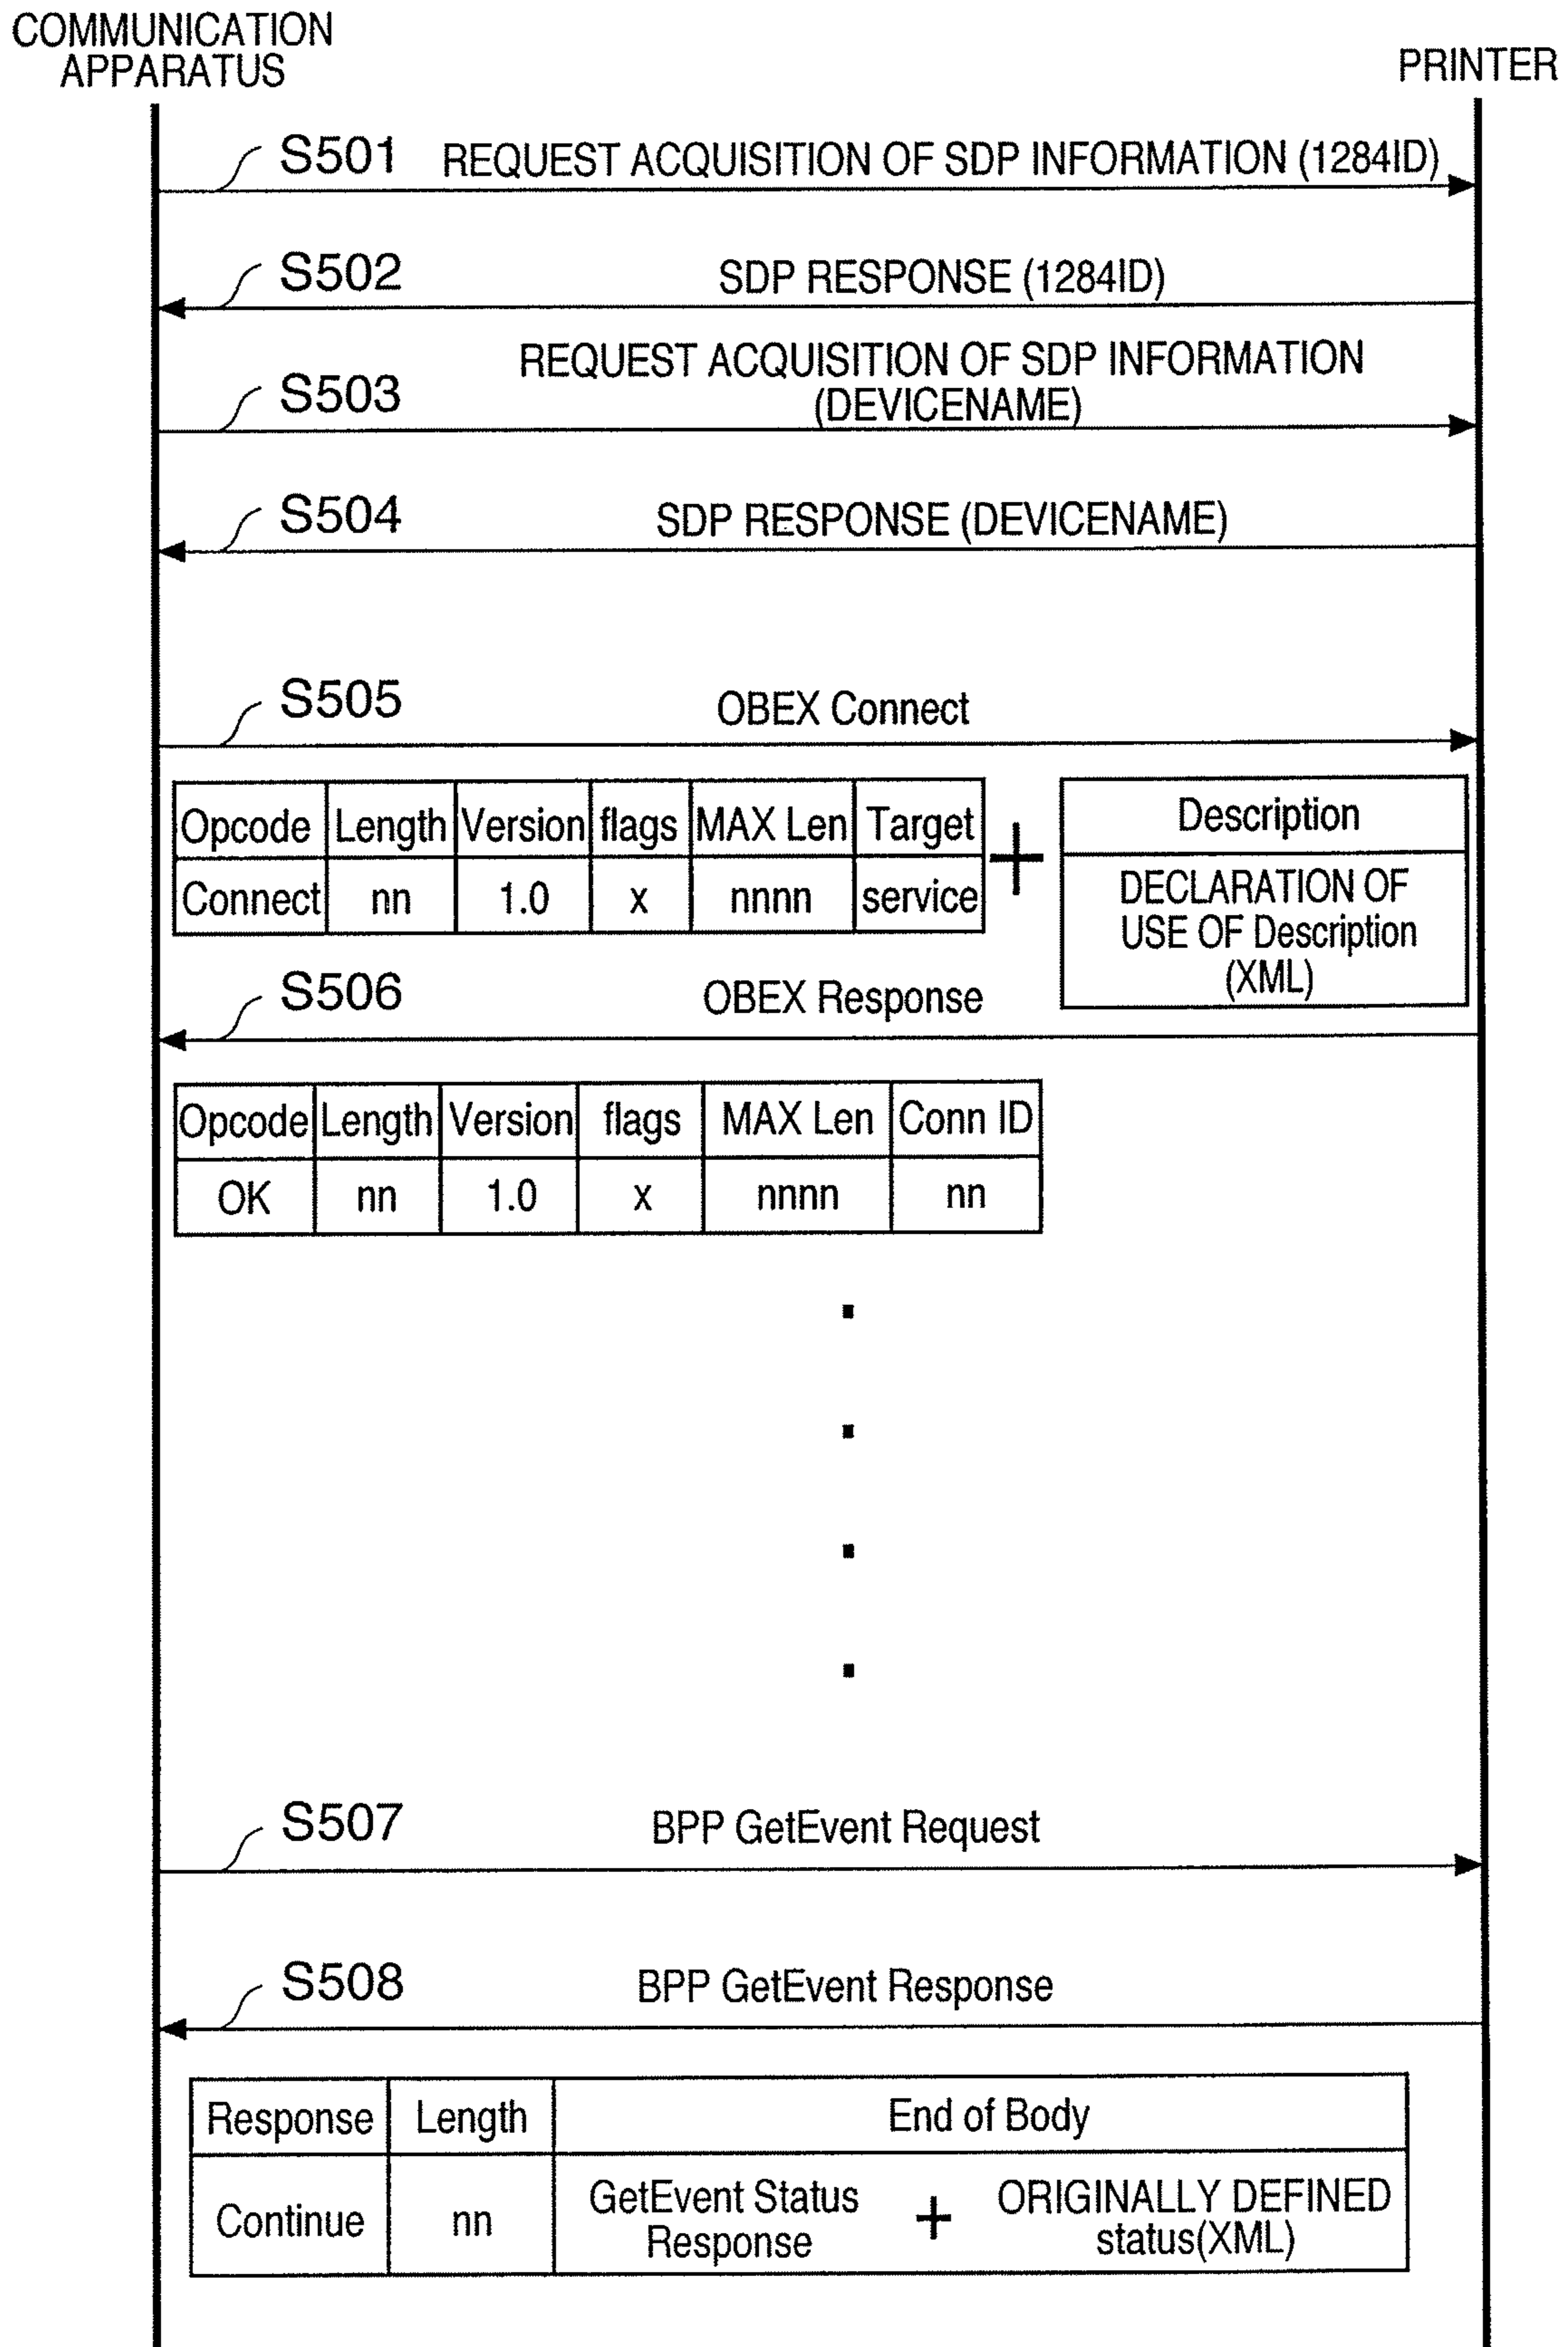 COMMUNICATION
APPARATUS
PRINTER
S501 REQUEST ACQUISITION OF SDP INFORMATION (1284ID)
S502 SDP RESPONSE (1284ID)
REQUEST ACQUISITION OF SDP INFORMATION
S503 (DEVICENAME)
S504 SDP RESPONSE (DEVICENAME)
S505 OBEX Connect
Opcode Length Version flags MAX Len Target
Connect nn 1.0 x nnnn service
+
Description
DECLARATION OF
USE OF Description
(XML)
S506 OBEX Response
Opcode Length Version flags MAX Len Conn ID
OK nn 1.0 x nnnn nn
S507 BPP GetEvent Request
S508 BPP GetEvent Response
Response Length End of Body
Continue nn GetEvent Status
Response + ORIGINALLY DEFINED
status(XML)